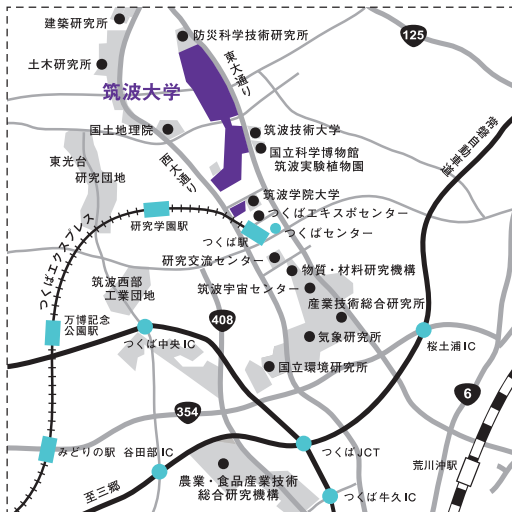 建築研究所
防災科学技術研究所
125
土木研究所
東大通り
筑波大学
国土地理院
筑波技術大学
国立科学博物館
筑波実験植物園
常磐自動車道
東光台
研究団地
西大通り
筑波学院大学
つくばエキスポセンター
研究学園駅
つくばセンター
つくば駅
つくばエクスプレス
研究交流センター
物質・材料研究機構
筑波西部
工業団地
筑波宇宙センター
産業技術総合研究所
万博記念
公園駅
408
つくば中央IC
気象研究所
桜土浦IC
国立環境研究所
6
354
みどりの駅
谷田部IC
つくばJCT
荒川沖駅
農業・食品産業技術
総合研究機構
至三郷
つくば牛久IC